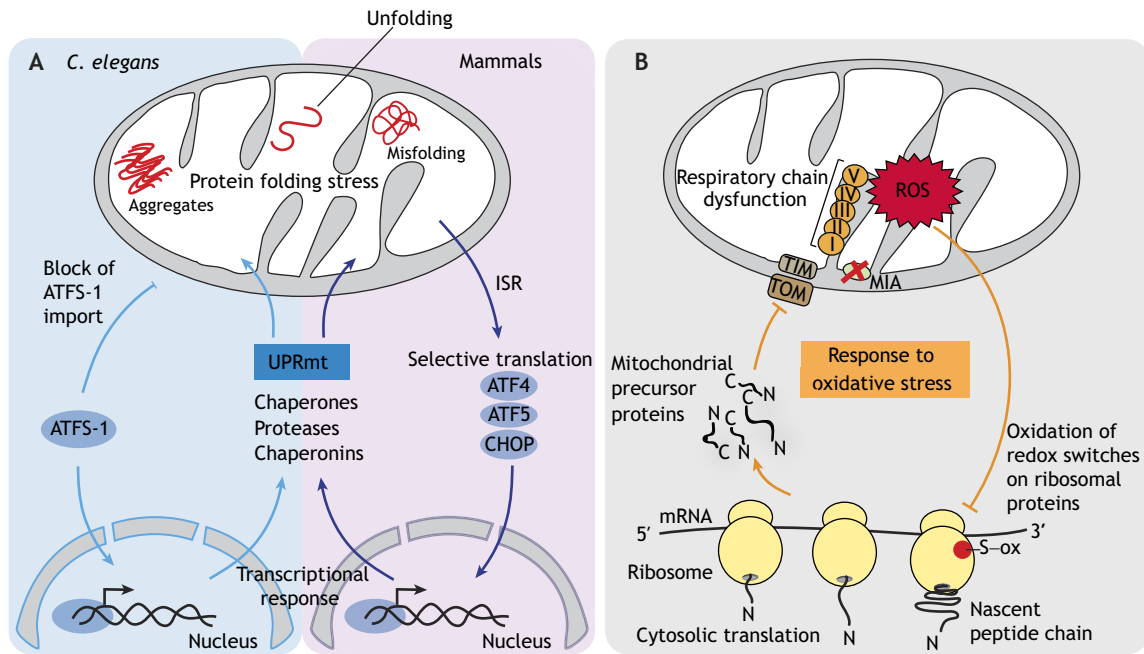 Unfolding
A
C. elegans
Mammals
Misfolding
Protein folding stress
Aggregates
Block of
ATFS-1
import
ISR
UPRmt
Selective translation
ATF4
ATF5
CHOP
Chaperones
Proteases
Chaperonins
ATFS-1
Transcriptional
response
Nucleus
Nucleus
B
Respiratory chain
dysfunction
V
IV
III
II
I
ROS
TIM
TOM
MIA
Mitochondrial
precursor
proteins
Response to
oxidative stress
C
N
C
N
C
N
C
N
Oxidation of
redox switches
on ribosomal
proteins
5′
mRNA
3′
S–ox
Ribosome
N
N
N
Nascent
peptide chain
Cytosolic translation